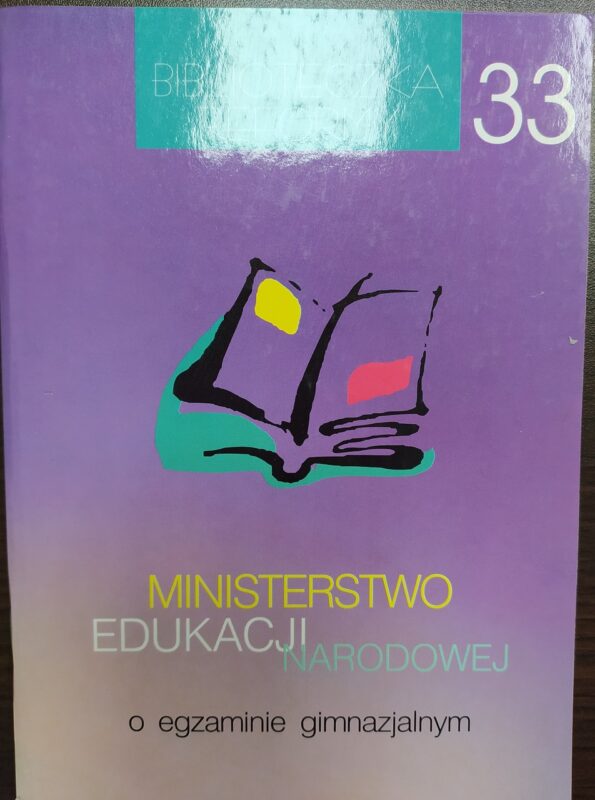 BIBLIOTECZKA
33
MINISTERSTWO
EDUKACJI
NARODOWEJ
o egzaminie gimnazjalnym